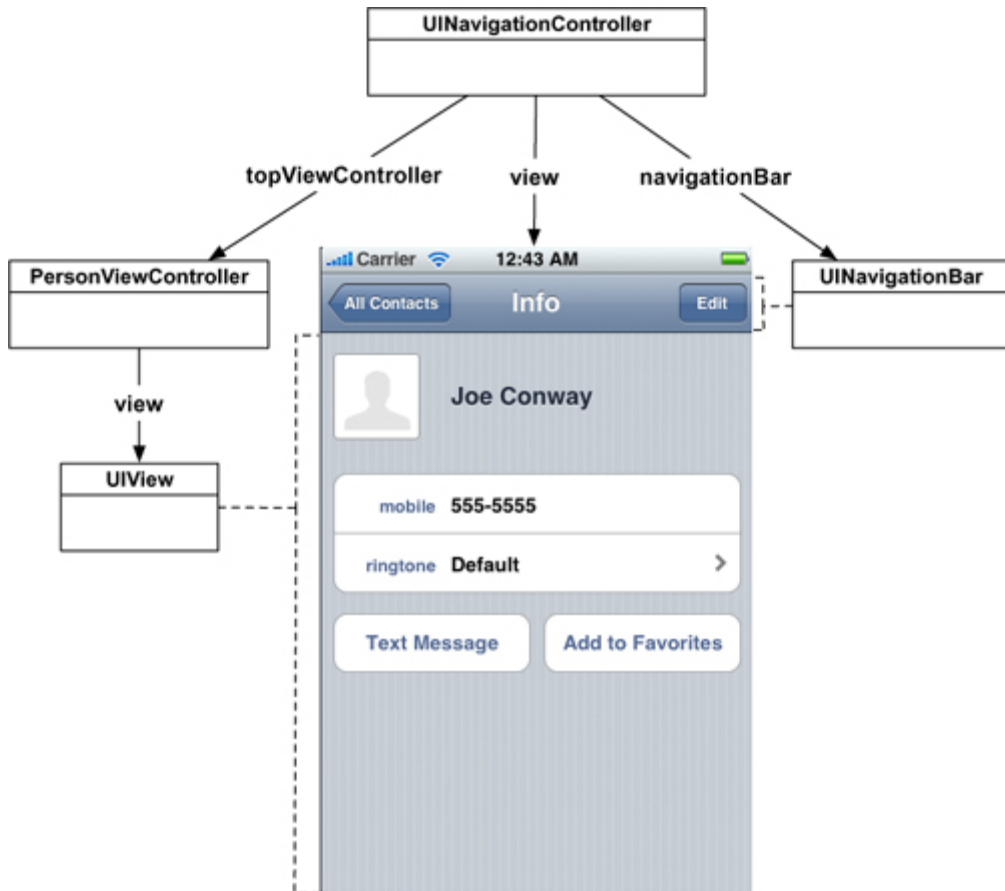 UINavigationController
topViewController
view
navigationBar
PersonViewController
UINavigationBar
view
UIView
Carrier 12:43 AM
All Contacts Info Edit
Joe Conway
mobile 555-5555
ringtone Default
Text Message Add to Favorites